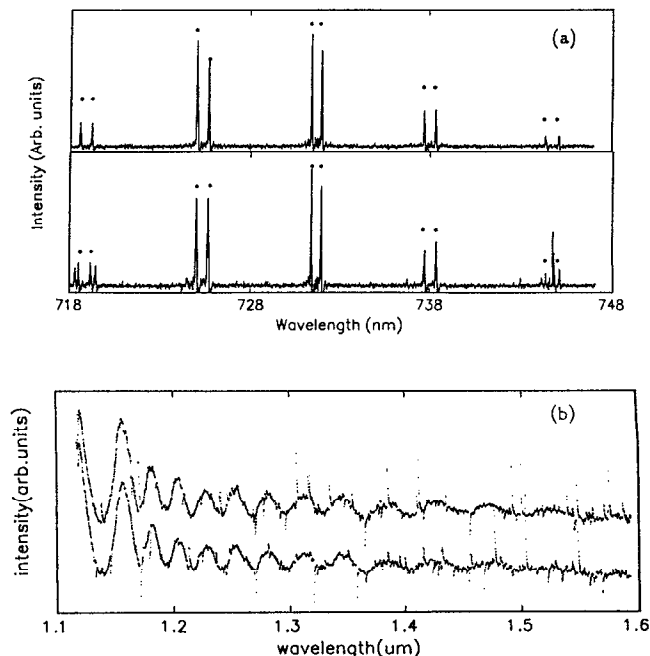 (a)
Intensity (Arb. units)
718 728 738 748
Wavelength (nm)
(b)
intensity(arb.units)
1.1 1.2 1.3 1.4 1.5 1.6
wavelength(um)